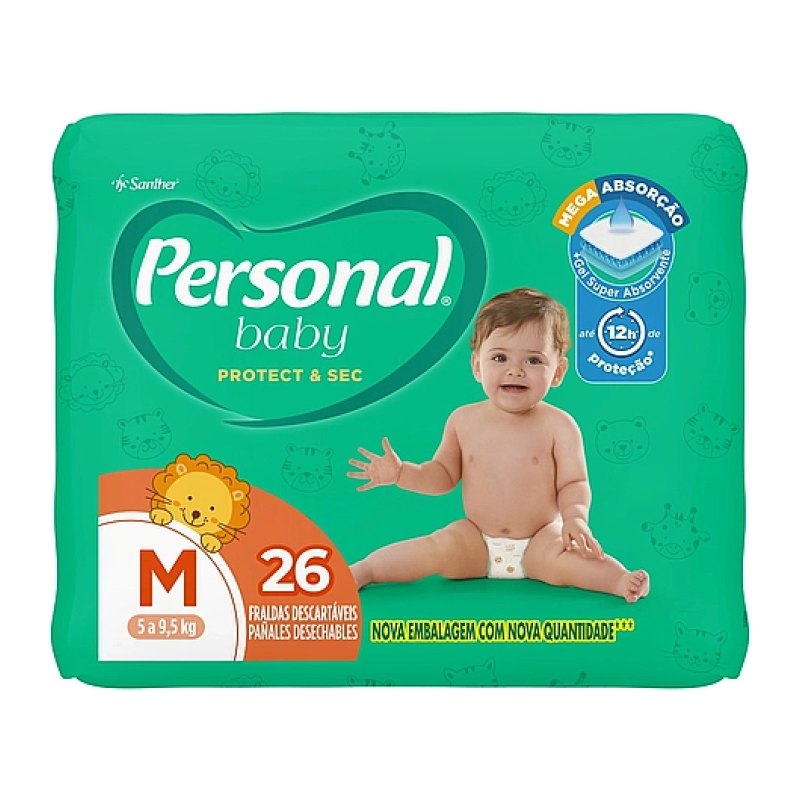 Santher®
Personal®
baby
PROTECT & SEC
MEGA ABSORÇÃO
+Gel Super Absorvente
até 12h* de
proteção*
M
5 a 9,5 kg
26
FRALDAS DESCARTÁVEIS
PAÑALES DESECHABLES
NOVA EMBALAGEM COM NOVA QUANTIDADE***